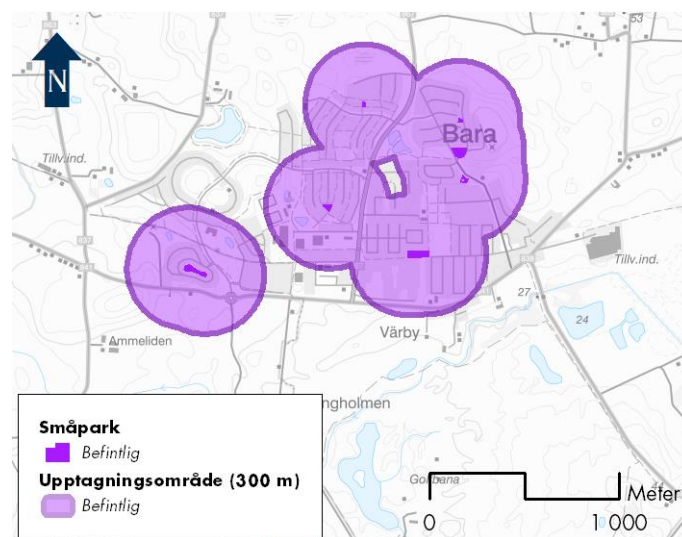 53
N
Bara
Tillv.ind.
Tillv.ind.
27
24
Ammeliden
Värby
ngholmen
Småpark
Befintlig
Upptagningsområde (300 m)
Befintlig
Meter
0
1 000